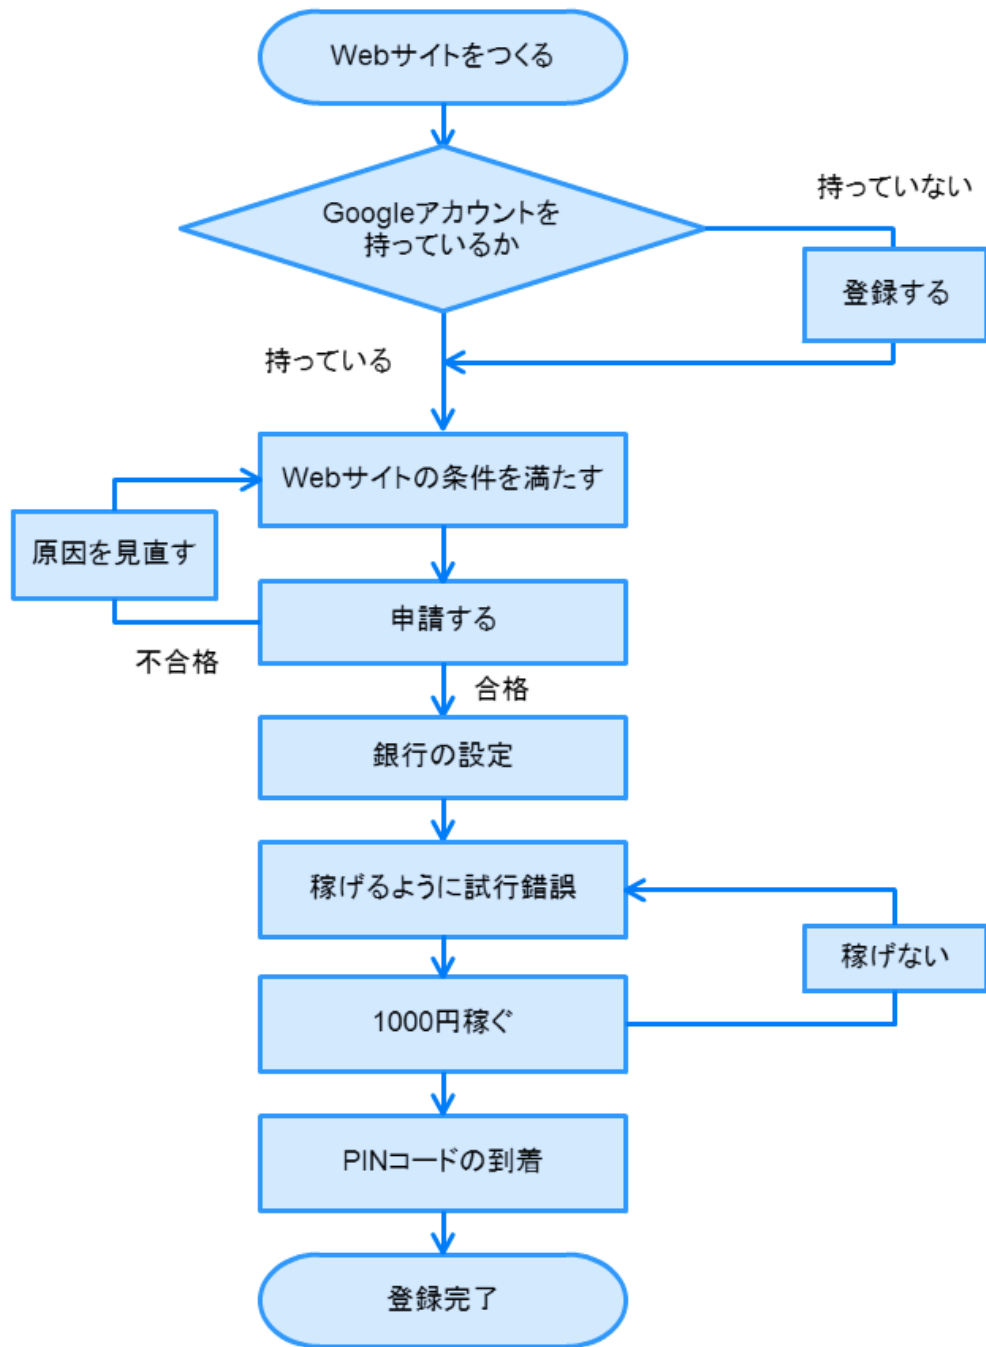 Webサイトをつくる
持っていない
Googleアカウントを
持っているか
登録する
持っている
Webサイトの条件を満たす
原因を見直す
申請する
不合格
合格
銀行の設定
稼げるように試行錯誤
稼げない
1000円稼ぐ
PINコードの到着
登録完了